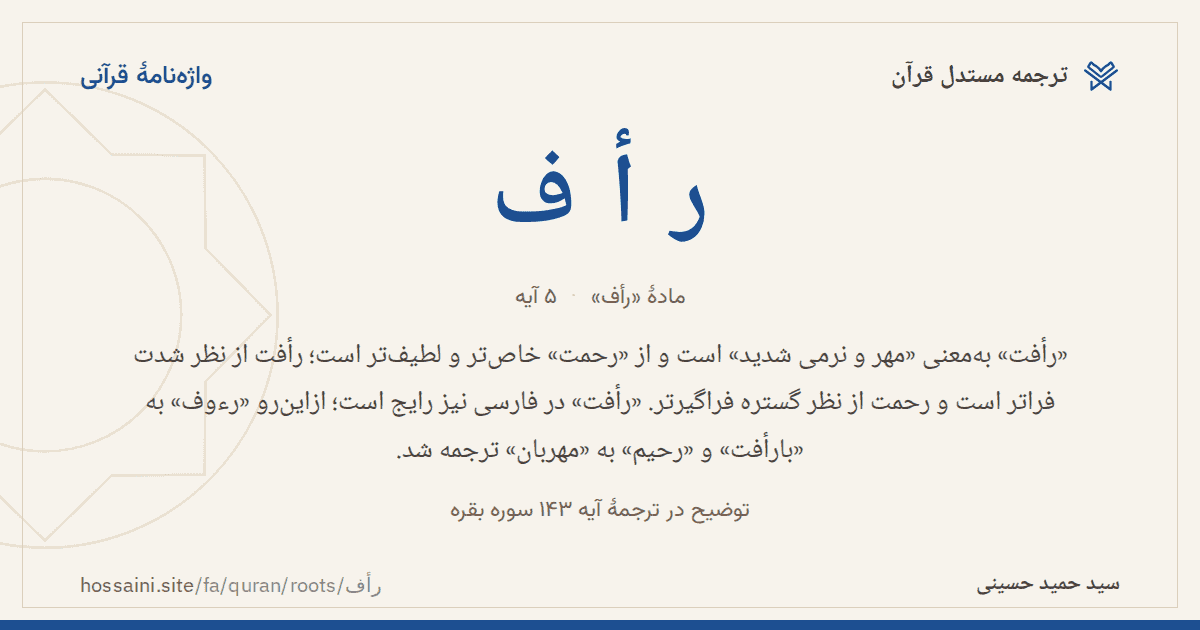 ترجمه مستدل قرآن
واژه‌نامهٔ قرآنی
ر أ ف
مادهٔ «رأف» · ۵ آیه
«رأفت» به‌معنی «مهر و نرمی شدید» است و از «رحمت» خاص‌تر و لطیف‌تر است؛ رأفت از نظر شدت
فراتر است و رحمت از نظر گستره فراگیرتر. «رأفت» در فارسی نیز رایج است؛ ازاین‌رو «رءوف» به
«بارأفت» و «رحیم» به «مهربان» ترجمه شد.
توضیح در ترجمهٔ آیه ۱۴۳ سوره بقره
سید حمید حسینی
hossaini.site/fa/quran/roots/رأف